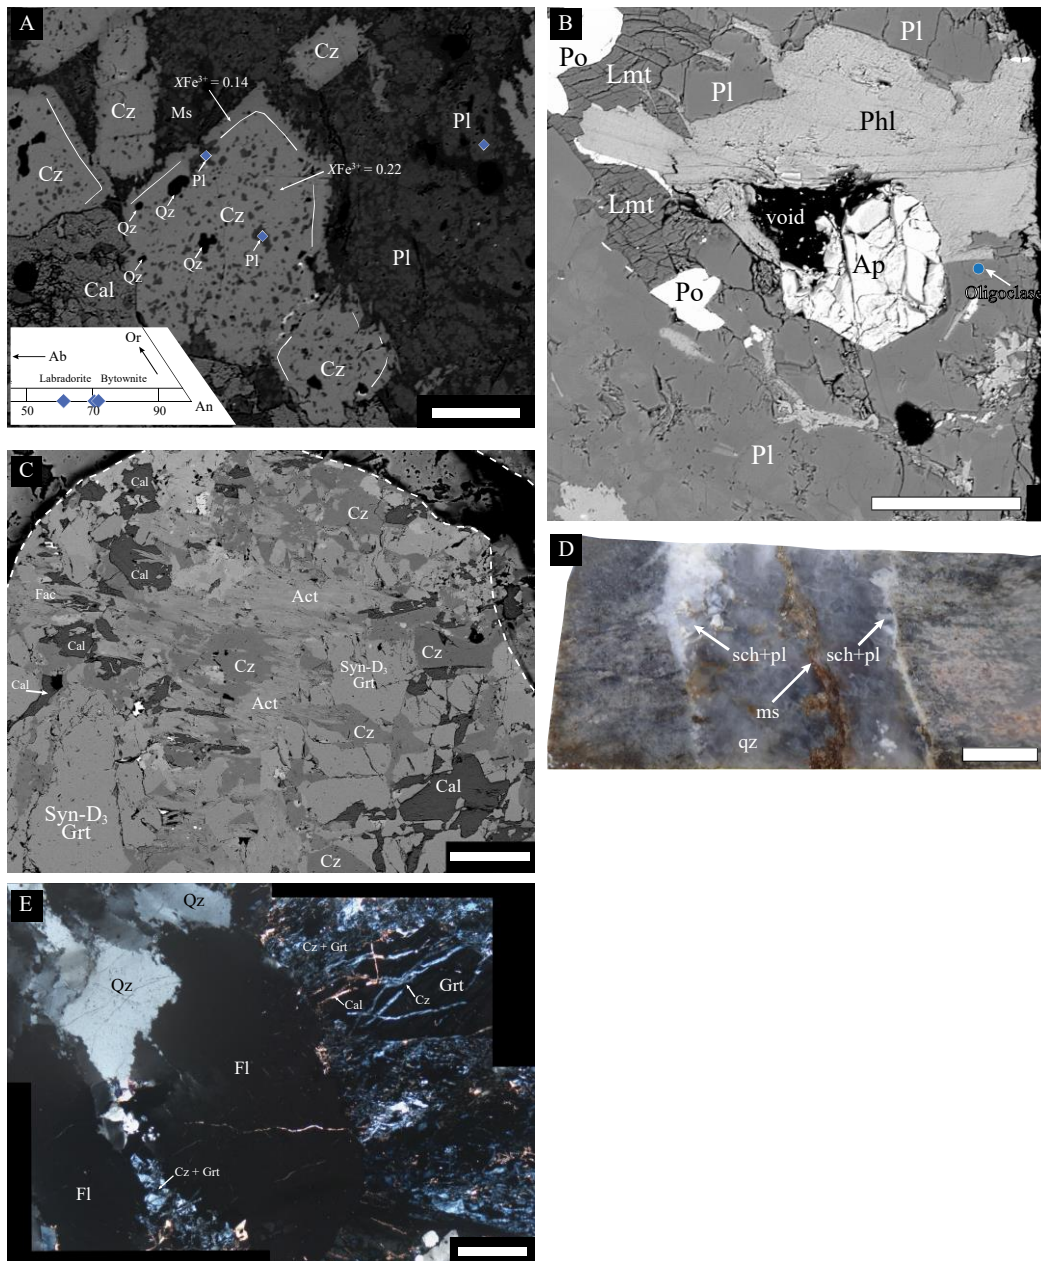 A
Cz
XFe³⁺ = 0.14
Cz
Ms
Pl
Cz
XFe³⁺ = 0.22
Pl
Qz
Cz
Qz
Qz
Pl
Qz
Pl
Cal
Cz
Or
Ab
Labradorite Bytownite
An
50 70 90
B
Pl
Po
Lmt
Pl
Phl
Lmt
void
Ap
Po
Oligoclase
Pl
C
Cal
Cz
Cal
Fac
Act
Cal
Cz
Syn-D₃
Grt
Cz
Cal
Act
Cz
Cal
Syn-D₃
Grt
Cz
D
sch+pl
sch+pl
ms
qz
E
Qz
Cz + Grt
Qz
Grt
Cal
Cz
Fl
Cz + Grt
Fl